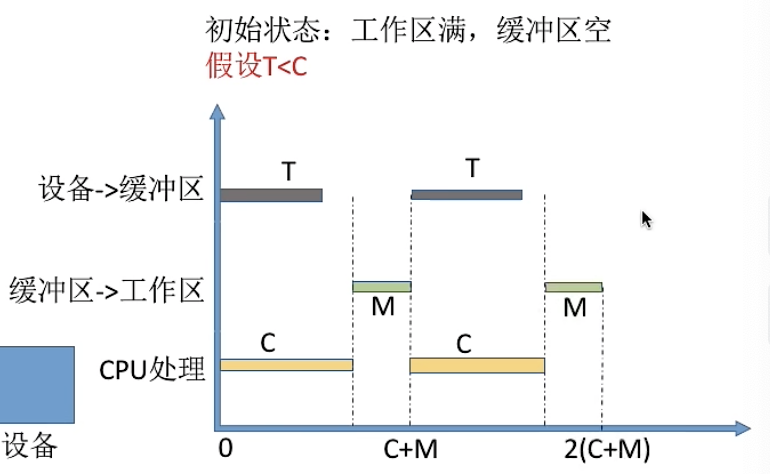 初始状态：工作区满，缓冲区空
假设T<C
T
T
设备->缓冲区
缓冲区->工作区
M
M
C
C
CPU处理
设备
0
C+M
2(C+M)